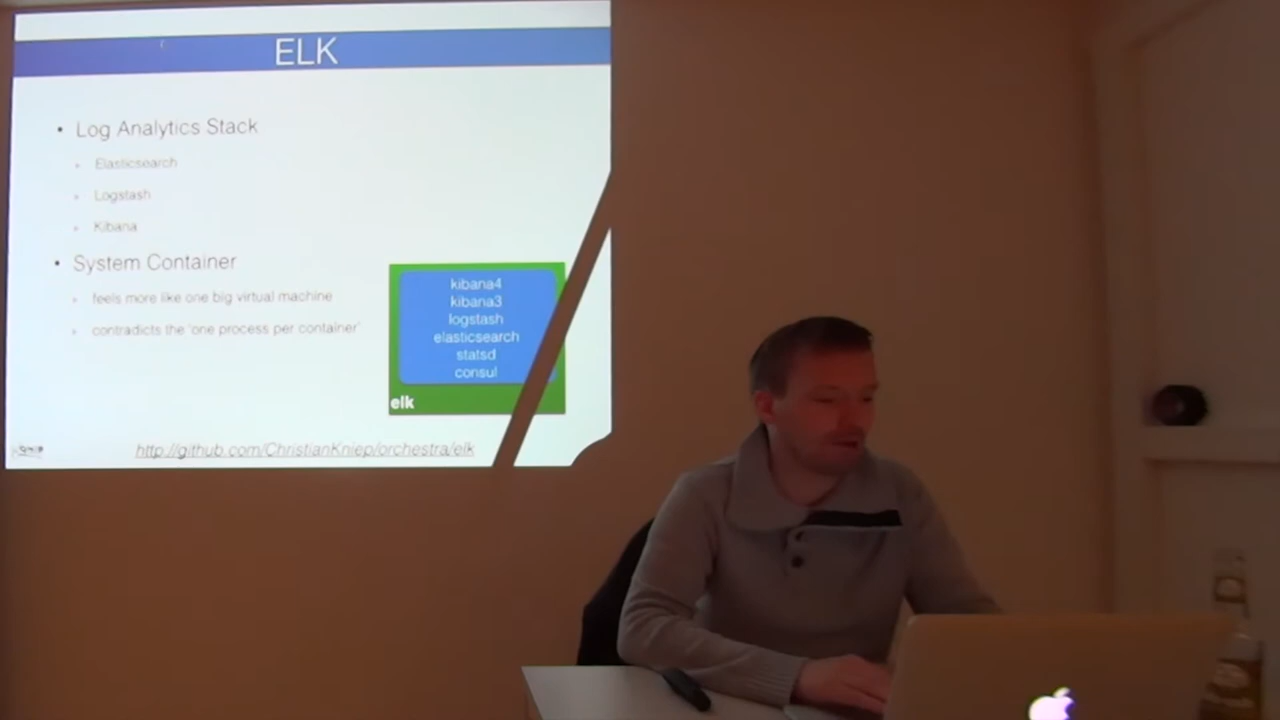 ELK
• Log Analytics Stack
Elasticsearch
Logstash
Kibana
• System Container
feels more like one big virtual machine
contradicts the 'one process per container'
kibana4
kibana3
logstash
elasticsearch
statsd
consul
elk
http://github.com/ChristianKniep/orchestra/elk